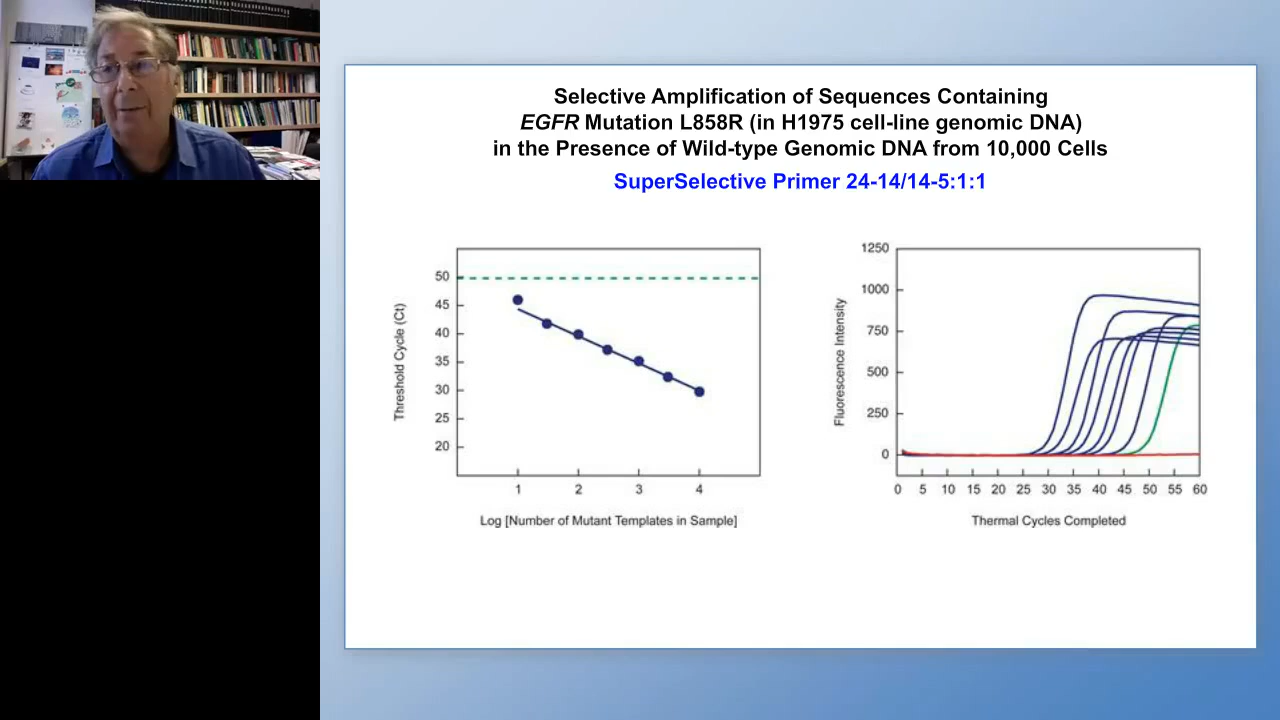 Selective Amplification of Sequences Containing
EGFR Mutation L858R (in H1975 cell-line genomic DNA)
in the Presence of Wild-type Genomic DNA from 10,000 Cells
SuperSelective Primer 24-14/14-5:1:1
Threshold Cycle (Ct)
50
45
40
35
30
25
20
1 2 3 4
Log [Number of Mutant Templates in Sample]
Fluorescence Intensity
1250
1000
750
500
250
0
0 5 10 15 20 25 30 35 40 45 50 55 60
Thermal Cycles Completed